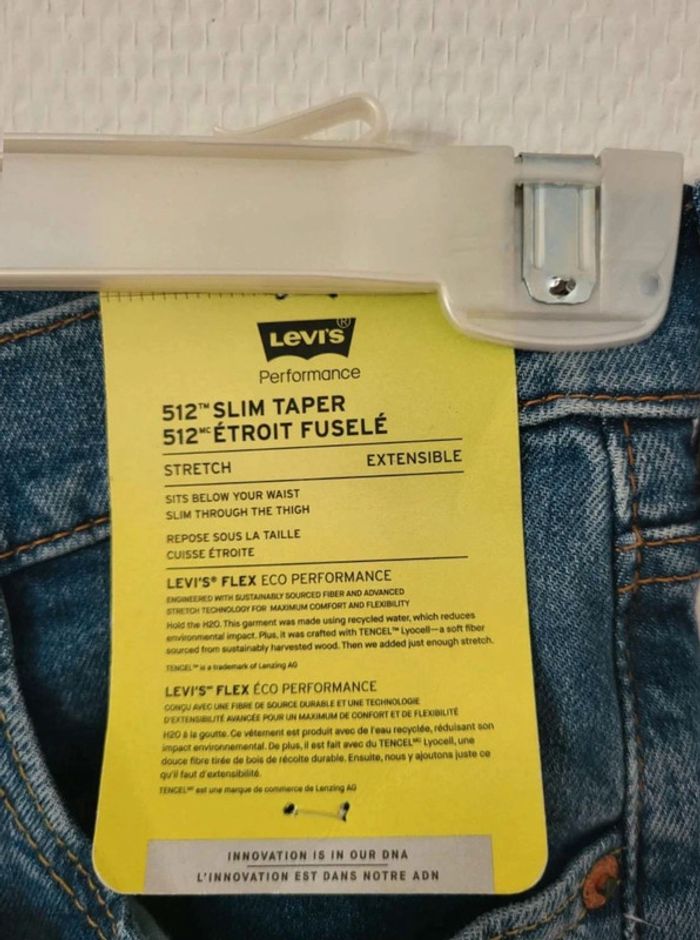 LEVI'S®
Performance
512™ SLIM TAPER
512ᴹᶜ ÉTROIT FUSELÉ
STRETCH EXTENSIBLE
SITS BELOW YOUR WAIST
SLIM THROUGH THE THIGH
REPOSE SOUS LA TAILLE
CUISSE ÉTROITE
LEVI'S® FLEX ECO PERFORMANCE
ENGINEERED WITH SUSTAINABLY SOURCED FIBER AND ADVANCED
STRETCH TECHNOLOGY FOR MAXIMUM COMFORT AND FLEXIBILITY
Hold the H2O. This garment was made using recycled water, which reduces
environmental impact. Plus, it was crafted with TENCEL™ Lyocell—a soft fiber
sourced from sustainably harvested wood. Then we added just enough stretch.
TENCEL™ is a trademark of Lenzing AG
LEVI'S🅪 FLEX ÉCO PERFORMANCE
CONÇU AVEC UNE FIBRE DE SOURCE DURABLE ET UNE TECHNOLOGIE
D'EXTENSIBILITÉ AVANCÉE POUR UN MAXIMUM DE CONFORT ET DE FLEXIBILITÉ
H2O à la goutte. Ce vêtement est produit avec de l'eau recyclée, réduisant son
impact environnemental. De plus, il est fait avec du TENCEL🅪 Lyocell, une
douce fibre tirée de bois de récolte durable. Ensuite, nous y ajoutons juste ce
qu'il faut d'extensibilité.
TENCEL🅪 est une marque de commerce de Lenzing AG
INNOVATION IS IN OUR DNA
L'INNOVATION EST DANS NOTRE ADN